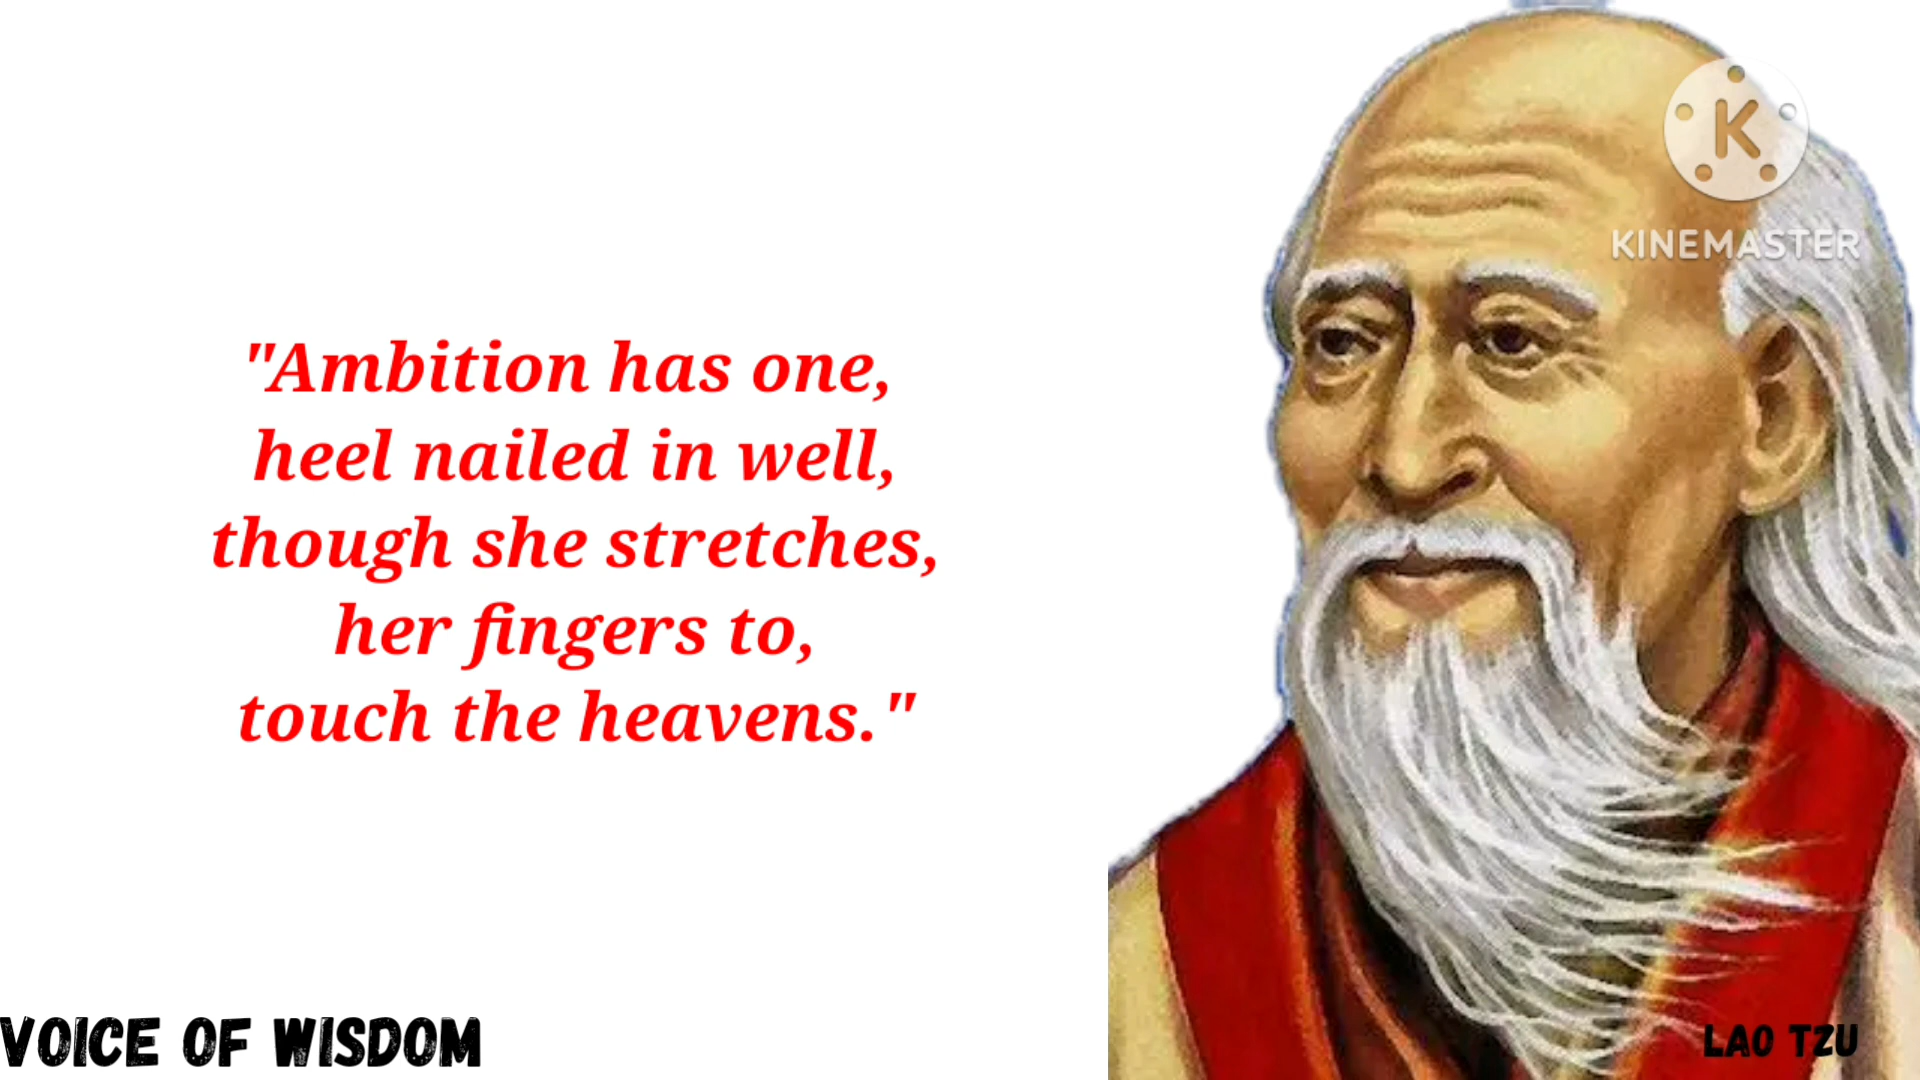 "Ambition has one,
heel nailed in well,
though she stretches,
her fingers to,
touch the heavens."
K
KINEMASTER
VOICE OF WISDOM
LAO TZU